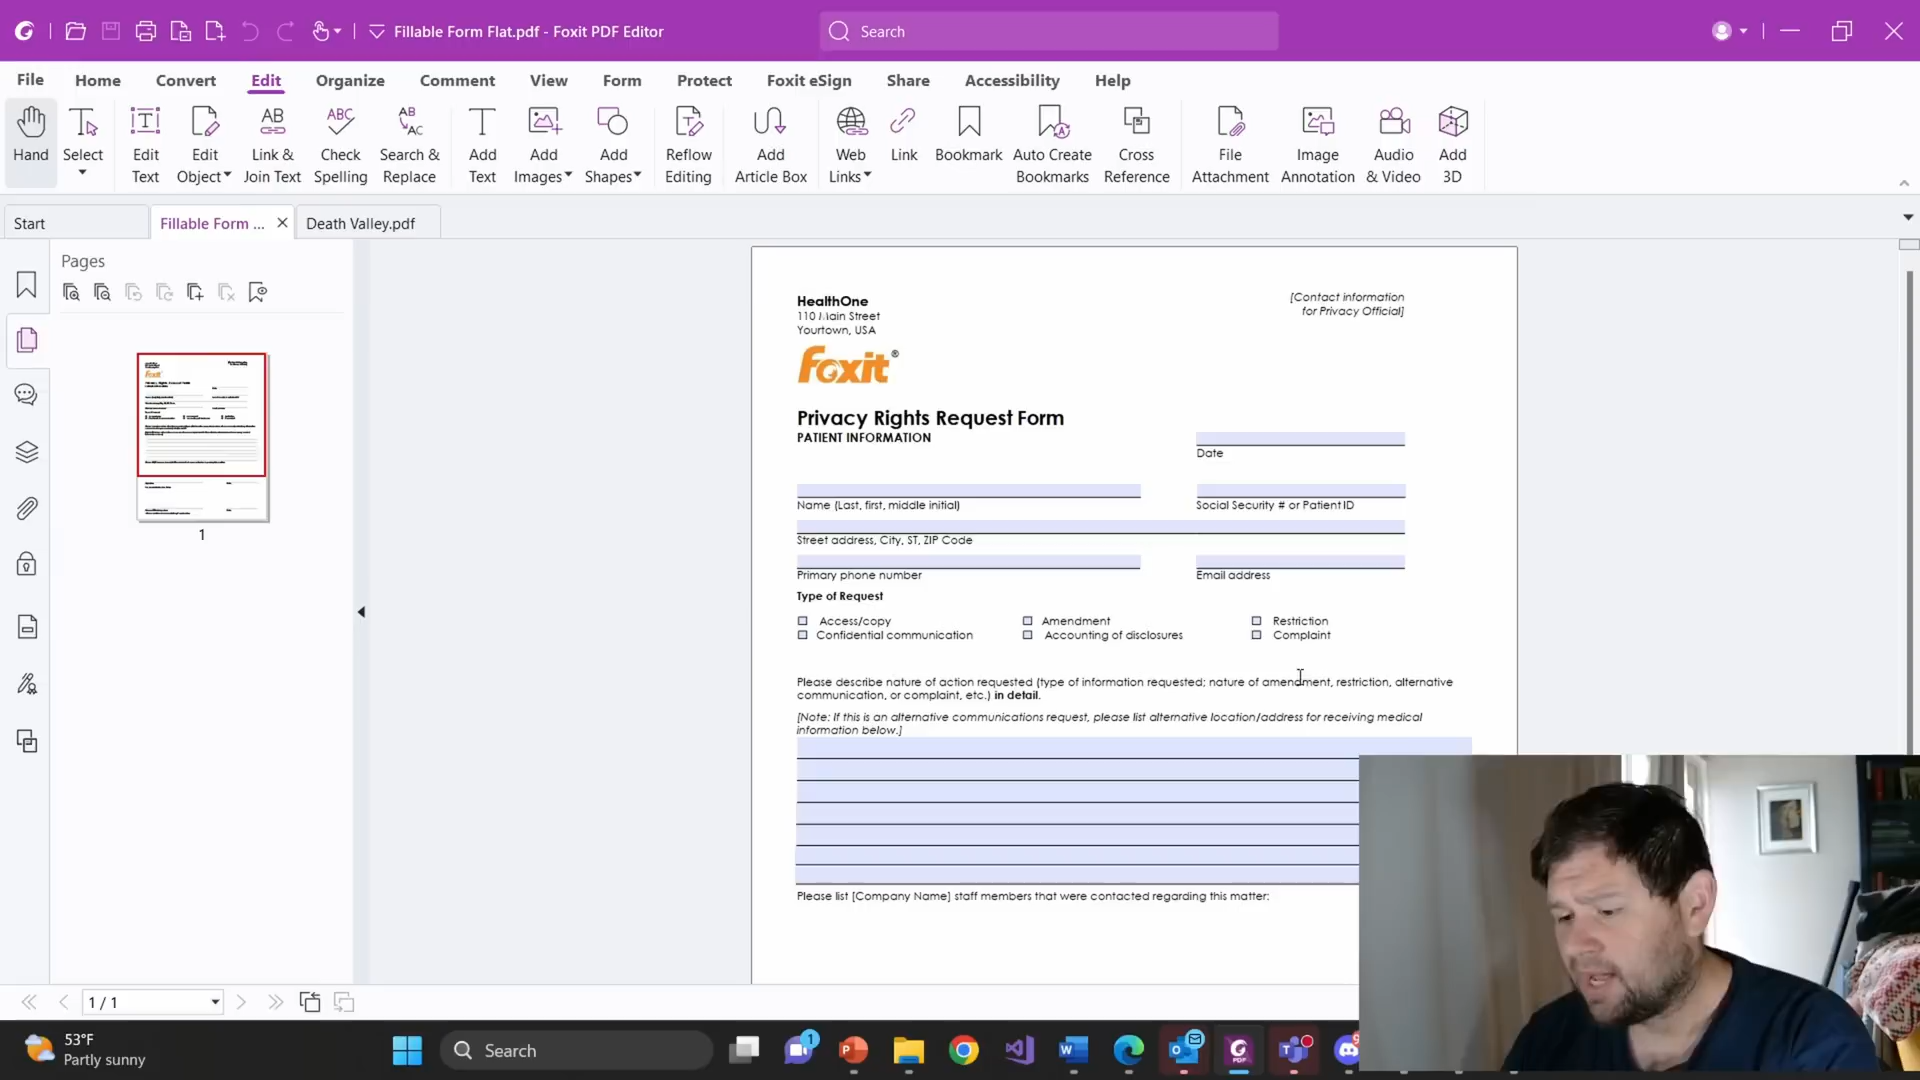 Fillable Form Flat.pdf - Foxit PDF Editor
Search
File Home Convert Edit Organize Comment View Form Protect Foxit eSign Share Accessibility Help
Hand
Select
Edit Text
Edit Object
Link & Join Text
Check Spelling
Search & Replace
Add Text
Add Images
Add Shapes
Reflow Editing
Add Article Box
Web Links
Link
Bookmark
Auto Create Bookmarks
Cross Reference
File Attachment
Image Annotation
Audio & Video
Add 3D
Start
Fillable Form ...
Death Valley.pdf
Pages
1
HealthOne
110 Main Street
Yourtown, USA
[Contact information
for Privacy Official]
foxit®
Privacy Rights Request Form
PATIENT INFORMATION
Date
Name (Last, first, middle initial)
Social Security # or Patient ID
Street address, City, ST, ZIP Code
Primary phone number
Email address
Type of Request
Access/copy
Amendment
Restriction
Confidential communication
Accounting of disclosures
Complaint
Please describe nature of action requested (type of information requested; nature of amendment, restriction, alternative
communication, or complaint, etc.) in detail.
[Note: If this is an alternative communications request, please list alternative location/address for receiving medical
information below.]
Please list [Company Name] staff members that were contacted regarding this matter:
1 / 1
53°F
Partly sunny
Search
1